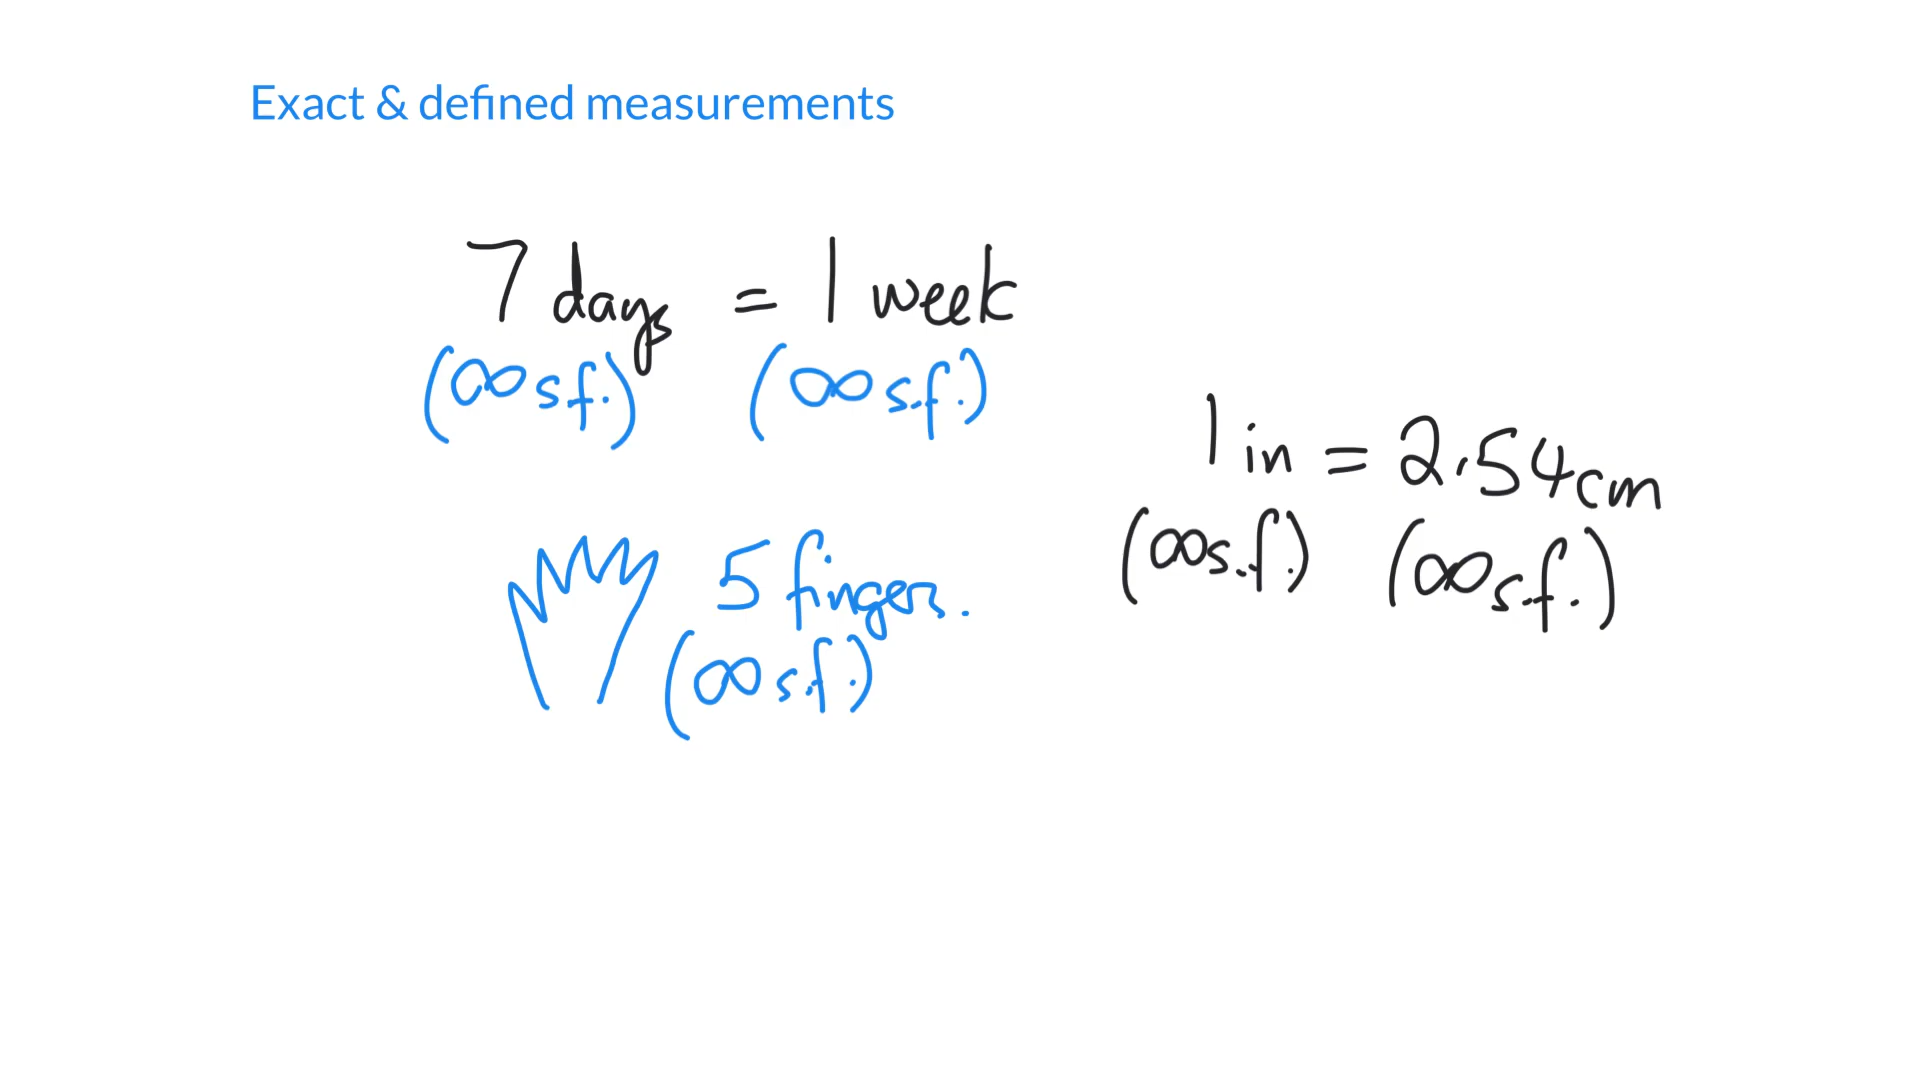 Exact & defined measurements
7 days = 1 week
(∞ s.f.) (∞ s.f.)
1 in = 2.54cm
(∞ s.f.) (∞ s.f.)
5 fingers.
(∞ s.f.)